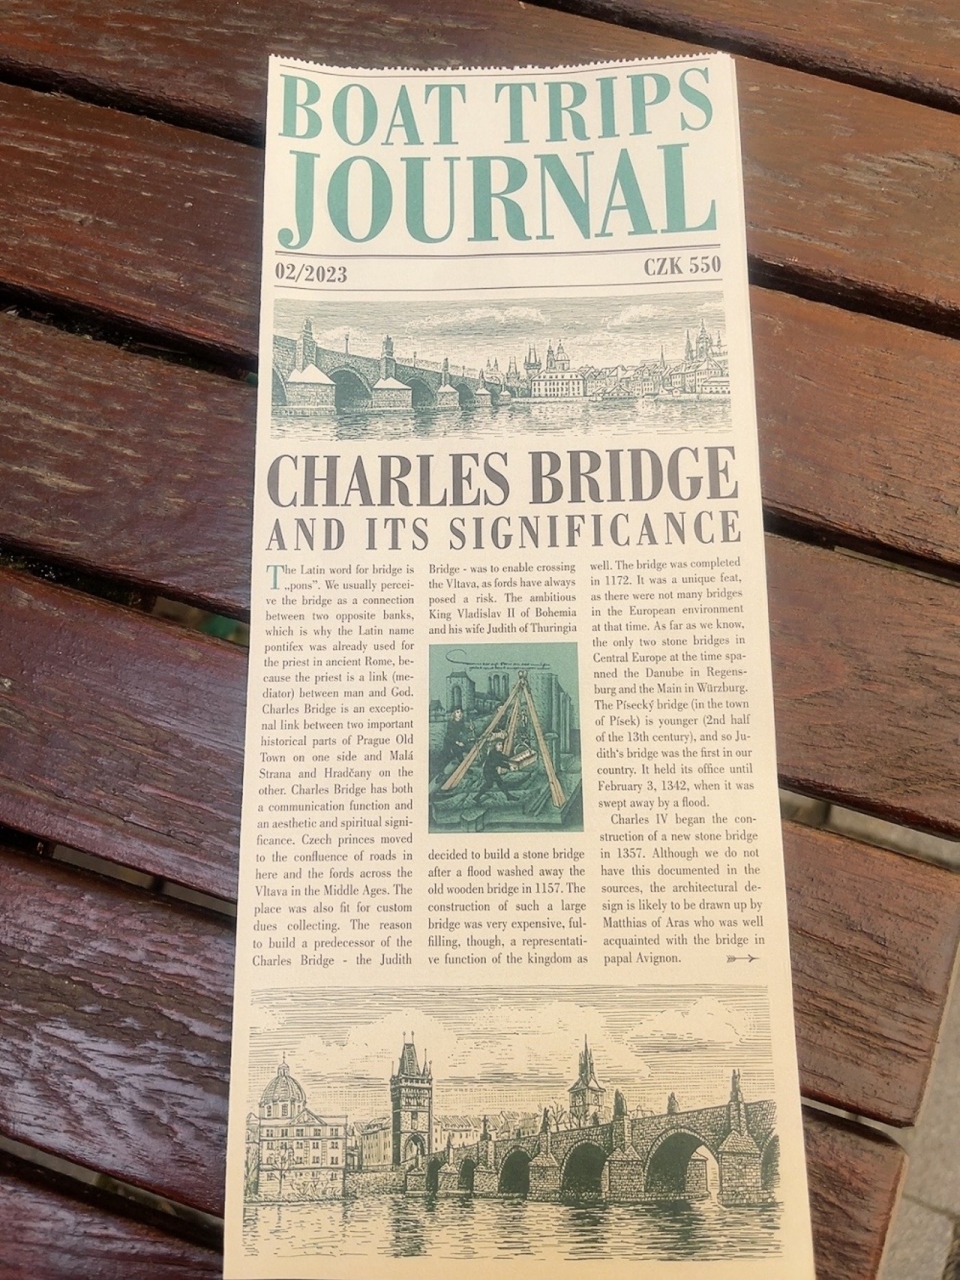 BOAT TRIPS
JOURNAL
02/2023
CZK 550
CHARLES BRIDGE
AND ITS SIGNIFICANCE
The Latin word for bridge is
„pons”. We usually percei-
ve the bridge as a connection
between two opposite banks,
which is why the Latin name
pontifex was already used for
the priest in ancient Rome, be-
cause the priest is a link (me-
diator) between man and God.
Charles Bridge is an exceptio-
nal link between two important
historical parts of Prague Old
Town on one side and Malá
Strana and Hradčany on the
other. Charles Bridge has both
a communication function and
an aesthetic and spiritual signi-
ficance. Czech princes moved
to the confluence of roads in
here and the fords across the
Vltava in the Middle Ages. The
place was also fit for custom
dues collecting. The reason
to build a predecessor of the
Charles Bridge - the Judith
Bridge - was to enable crossing
the Vltava, as fords have always
posed a risk. The ambitious
King Vladislav II of Bohemia
and his wife Judith of Thuringia
decided to build a stone bridge
after a flood washed away the
old wooden bridge in 1157. The
construction of such a large
bridge was very expensive, ful-
filling, though, a representati-
ve function of the kingdom as
well. The bridge was completed
in 1172. It was a unique feat,
as there were not many bridges
in the European environment
at that time. As far as we know,
the only two stone bridges in
Central Europe at the time spa-
nned the Danube in Regens-
burg and the Main in Würzburg.
The Písecký bridge (in the town
of Písek) is younger (2nd half
of the 13th century), and so Ju-
dith‘s bridge was the first in our
country. It held its office until
February 3, 1342, when it was
swept away by a flood.
Charles IV began the con-
struction of a new stone bridge
in 1357. Although we do not
have this documented in the
sources, the architectural de-
sign is likely to be drawn up by
Matthias of Aras who was well
acquainted with the bridge in
papal Avignon.